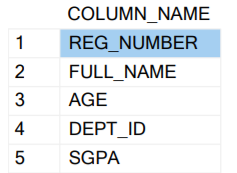 COLUMN_NAME
1 REG_NUMBER
2 FULL_NAME
3 AGE
4 DEPT_ID
5 SGPA